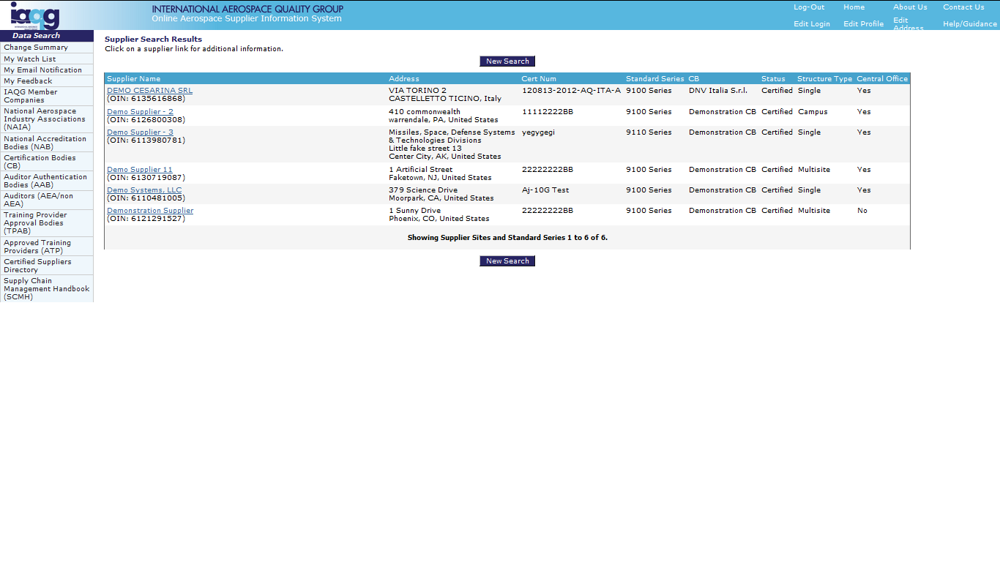 iaqg
INTERNATIONAL AEROSPACE QUALITY GROUP
Online Aerospace Supplier Information System
Log-Out Home About Us Contact Us
Edit Login Edit Profile Edit Address Help/Guidance
Data Search
Change Summary
My Watch List
My Email Notification
My Feedback
IAQG Member
Companies
National Aerospace
Industry Associations
(NAIA)
National Accreditation
Bodies (NAB)
Certification Bodies
(CB)
Auditor Authentication
Bodies (AAB)
Auditors (AEA/non
AEA)
Training Provider
Approval Bodies
(TPAB)
Approved Training
Providers (ATP)
Certified Suppliers
Directory
Supply Chain
Management Handbook
(SCMH)
Supplier Search Results
Click on a supplier link for additional information.
New Search
Supplier Name Address Cert Num Standard Series CB Status Structure Type Central Office
DEMO CESARINA SRL VIA TORINO 2 120813-2012-AQ-ITA-A 9100 Series DNV Italia S.r.l. Certified Single Yes
(OIN: 6135616868) CASTELLETTO TICINO, Italy
Demo Supplier - 2 410 commonwealth 11112222BB 9100 Series Demonstration CB Certified Campus Yes
(OIN: 6126800308) warrendale, PA, United States
Demo Supplier - 3 Missiles, Space, Defense Systems yegygegi 9110 Series Demonstration CB Certified Single Yes
(OIN: 6113980781) & Technologies Divisions
Little fake street 13
Center City, AK, United States
Demo Supplier 11 1 Artificial Street 22222222BB 9100 Series Demonstration CB Certified Multisite Yes
(OIN: 6130719087) Faketown, NJ, United States
Demo Systems, LLC 379 Science Drive Aj-10G Test 9100 Series Demonstration CB Certified Single Yes
(OIN: 6110481005) Moorpark, CA, United States
Demonstration Supplier 1 Sunny Drive 22222222BB 9100 Series Demonstration CB Certified Multisite No
(OIN: 6121291527) Phoenix, CO, United States
Showing Supplier Sites and Standard Series 1 to 6 of 6.
New Search